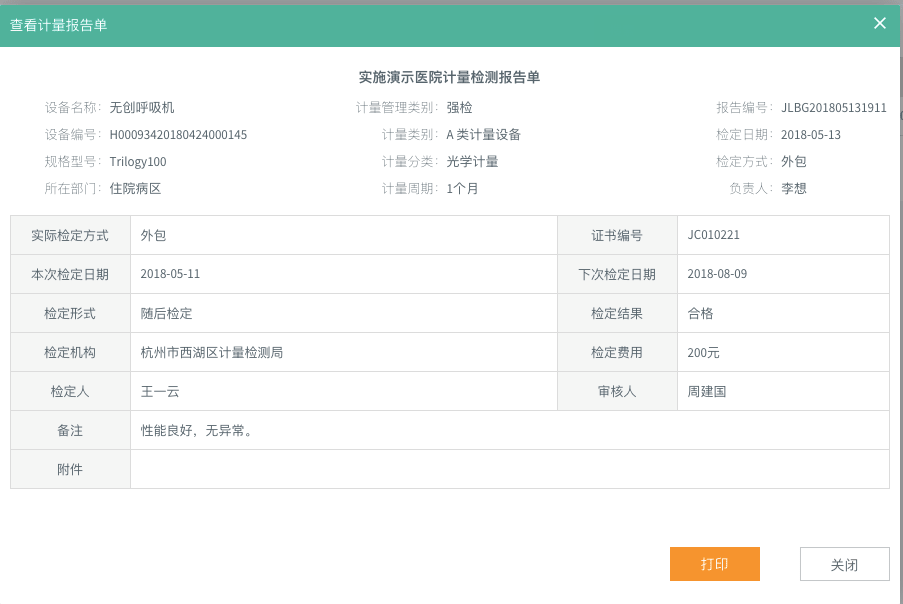 查看计量报告单
实施演示医院计量检测报告单
设备名称： 无创呼吸机 计量管理类别： 强检 报告编号： JLBG201805131911
设备编号： H00093420180424000145 计量类别： A 类计量设备 检定日期： 2018-05-13
规格型号： Trilogy100 计量分类： 光学计量 检定方式： 外包
所在部门： 住院病区 计量周期： 1个月 负责人： 李想
实际检定方式 外包 证书编号 JC010221
本次检定日期 2018-05-11 下次检定日期 2018-08-09
检定形式 随后检定 检定结果 合格
检定机构 杭州市西湖区计量检测局 检定费用 200元
检定人 王一云 审核人 周建国
备注 性能良好，无异常。
附件
打印 关闭